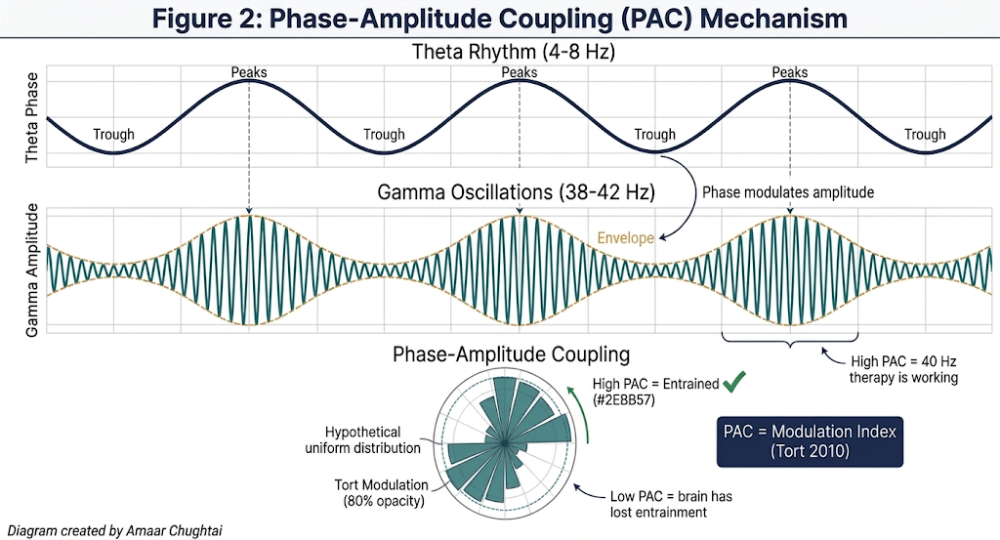 Figure 2: Phase-Amplitude Coupling (PAC) Mechanism
Theta Rhythm (4-8 Hz)
Theta Phase
Peaks
Peaks
Peaks
Trough
Trough
Trough
Trough
Gamma Oscillations (38-42 Hz)
Phase modulates amplitude
Gamma Amplitude
Envelope
Phase-Amplitude Coupling
High PAC = 40 Hz
therapy is working
High PAC = Entrained
(#2EBB57)
Hypothetical
uniform distribution
PAC = Modulation Index
(Tort 2010)
Tort Modulation
(80% opacity)
Low PAC = brain has
lost entrainment
Diagram created by Amaar Chughtai